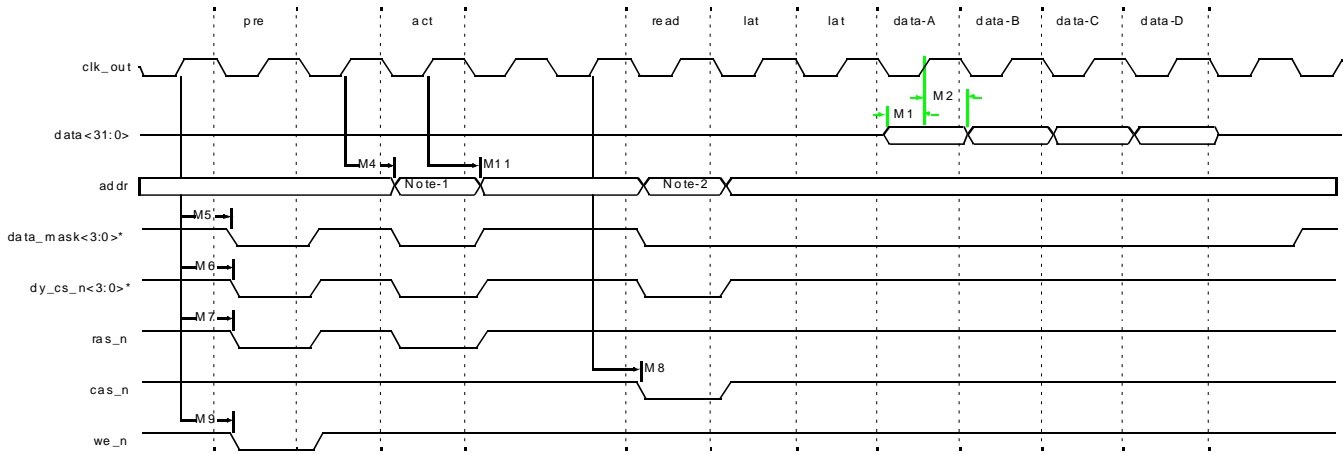 pre act read lat lat data-A data-B data-C data-D
clk_out
M2
M1
data<31:0>
M4 M11
addr Note-1 Note-2
M5
data_mask<3:0>*
M6
dy_cs_n<3:0>*
M7
ras_n
M8
cas_n
M9
we_n